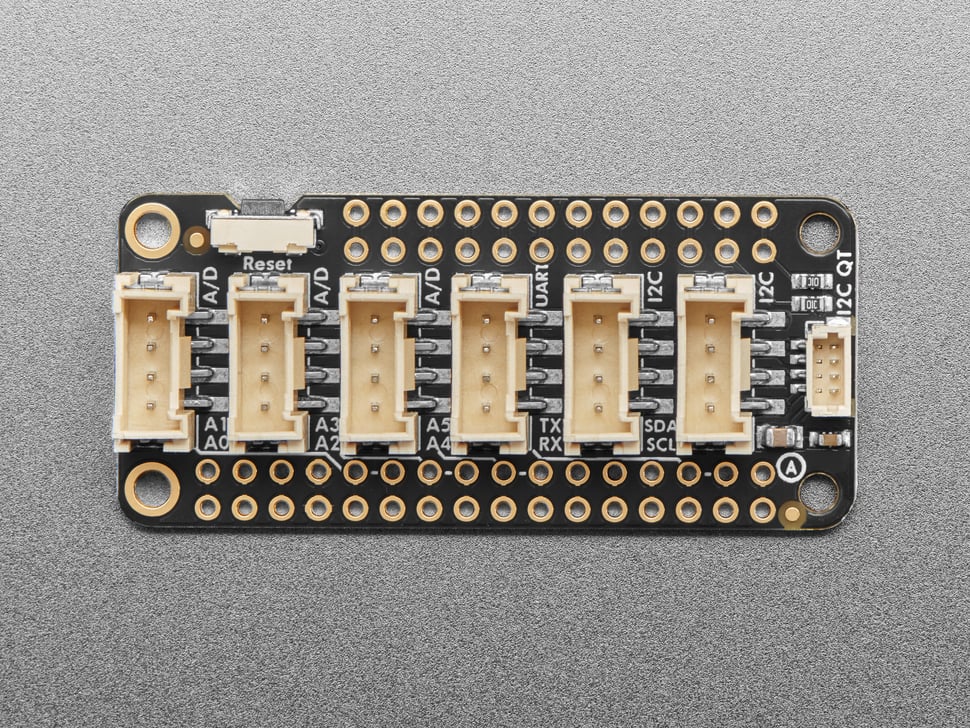 Reset
A/D
A/D
A/D
UART
I2C
I2C
I2C QT
A1
A0
A3
A2
A5
A4
TX
RX
SDA
SCL
A